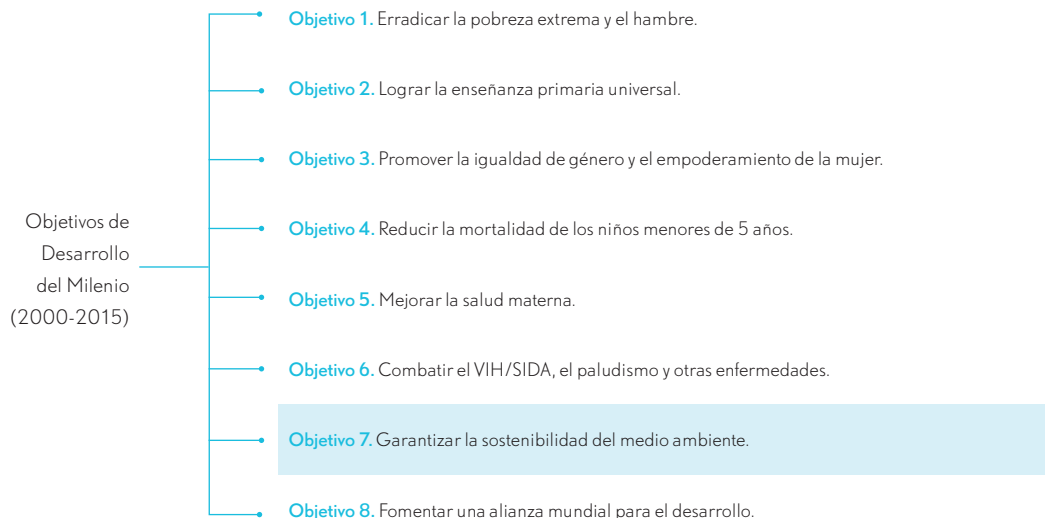 Objetivos de
Desarrollo
del Milenio
(2000-2015)
Objetivo 1. Erradicar la pobreza extrema y el hambre.
Objetivo 2. Lograr la enseñanza primaria universal.
Objetivo 3. Promover la igualdad de género y el empoderamiento de la mujer.
Objetivo 4. Reducir la mortalidad de los niños menores de 5 años.
Objetivo 5. Mejorar la salud materna.
Objetivo 6. Combatir el VIH/SIDA, el paludismo y otras enfermedades.
Objetivo 7. Garantizar la sostenibilidad del medio ambiente.
Objetivo 8. Fomentar una alianza mundial para el desarrollo.